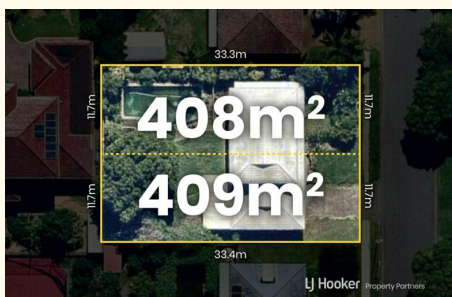 33.3m
11.7m
408m²
11.7m
11.7m
409m²
11.7m
33.4m
LJ Hooker Property Partners